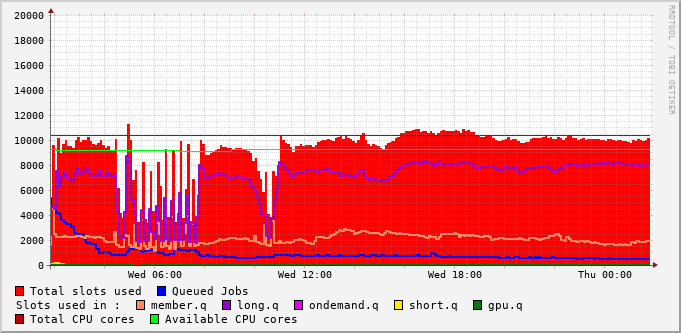 20000
18000
16000
14000
12000
10000
8000
6000
4000
2000
0
Wed 06:00 Wed 12:00 Wed 18:00 Thu 00:00
RRDTOOL / TOBI OETIKER
Total slots used Queued Jobs
Slots used in : member.q long.q ondemand.q short.q gpu.q
Total CPU cores Available CPU cores